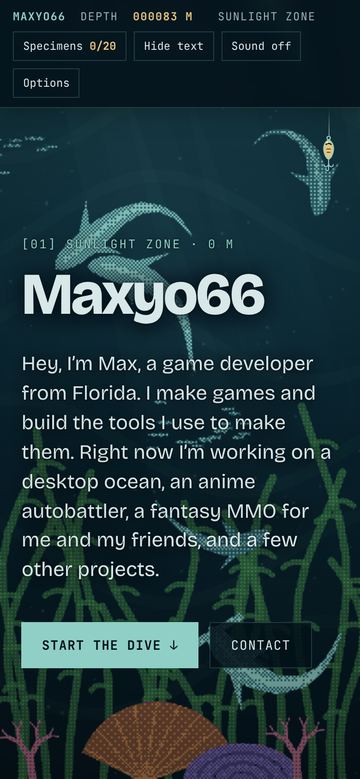 MAXYO66 DEPTH 000083 M SUNLIGHT ZONE
Specimens 0/20 Hide text Sound off
Options
[01] SUNLIGHT ZONE · 0 M
Maxyo66
Hey, I'm Max, a game developer
from Florida. I make games and
build the tools I use to make
them. Right now I'm working on a
desktop ocean, an anime
autobattler, a fantasy MMO for
me and my friends, and a few
other projects.
START THE DIVE ↓ CONTACT